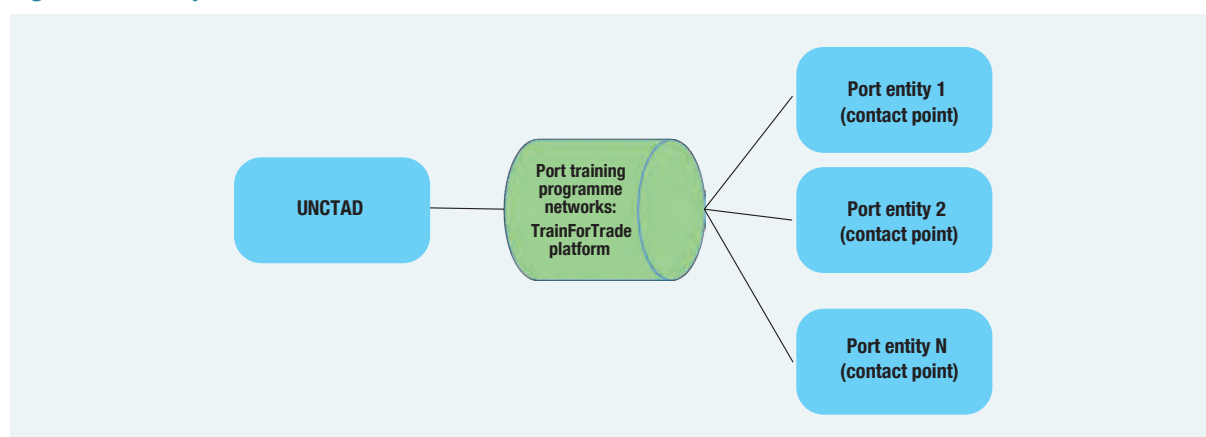 UNCTAD
Port training
programme
networks:
TrainForTrade
platform
Port entity 1
(contact point)
Port entity 2
(contact point)
Port entity N
(contact point)